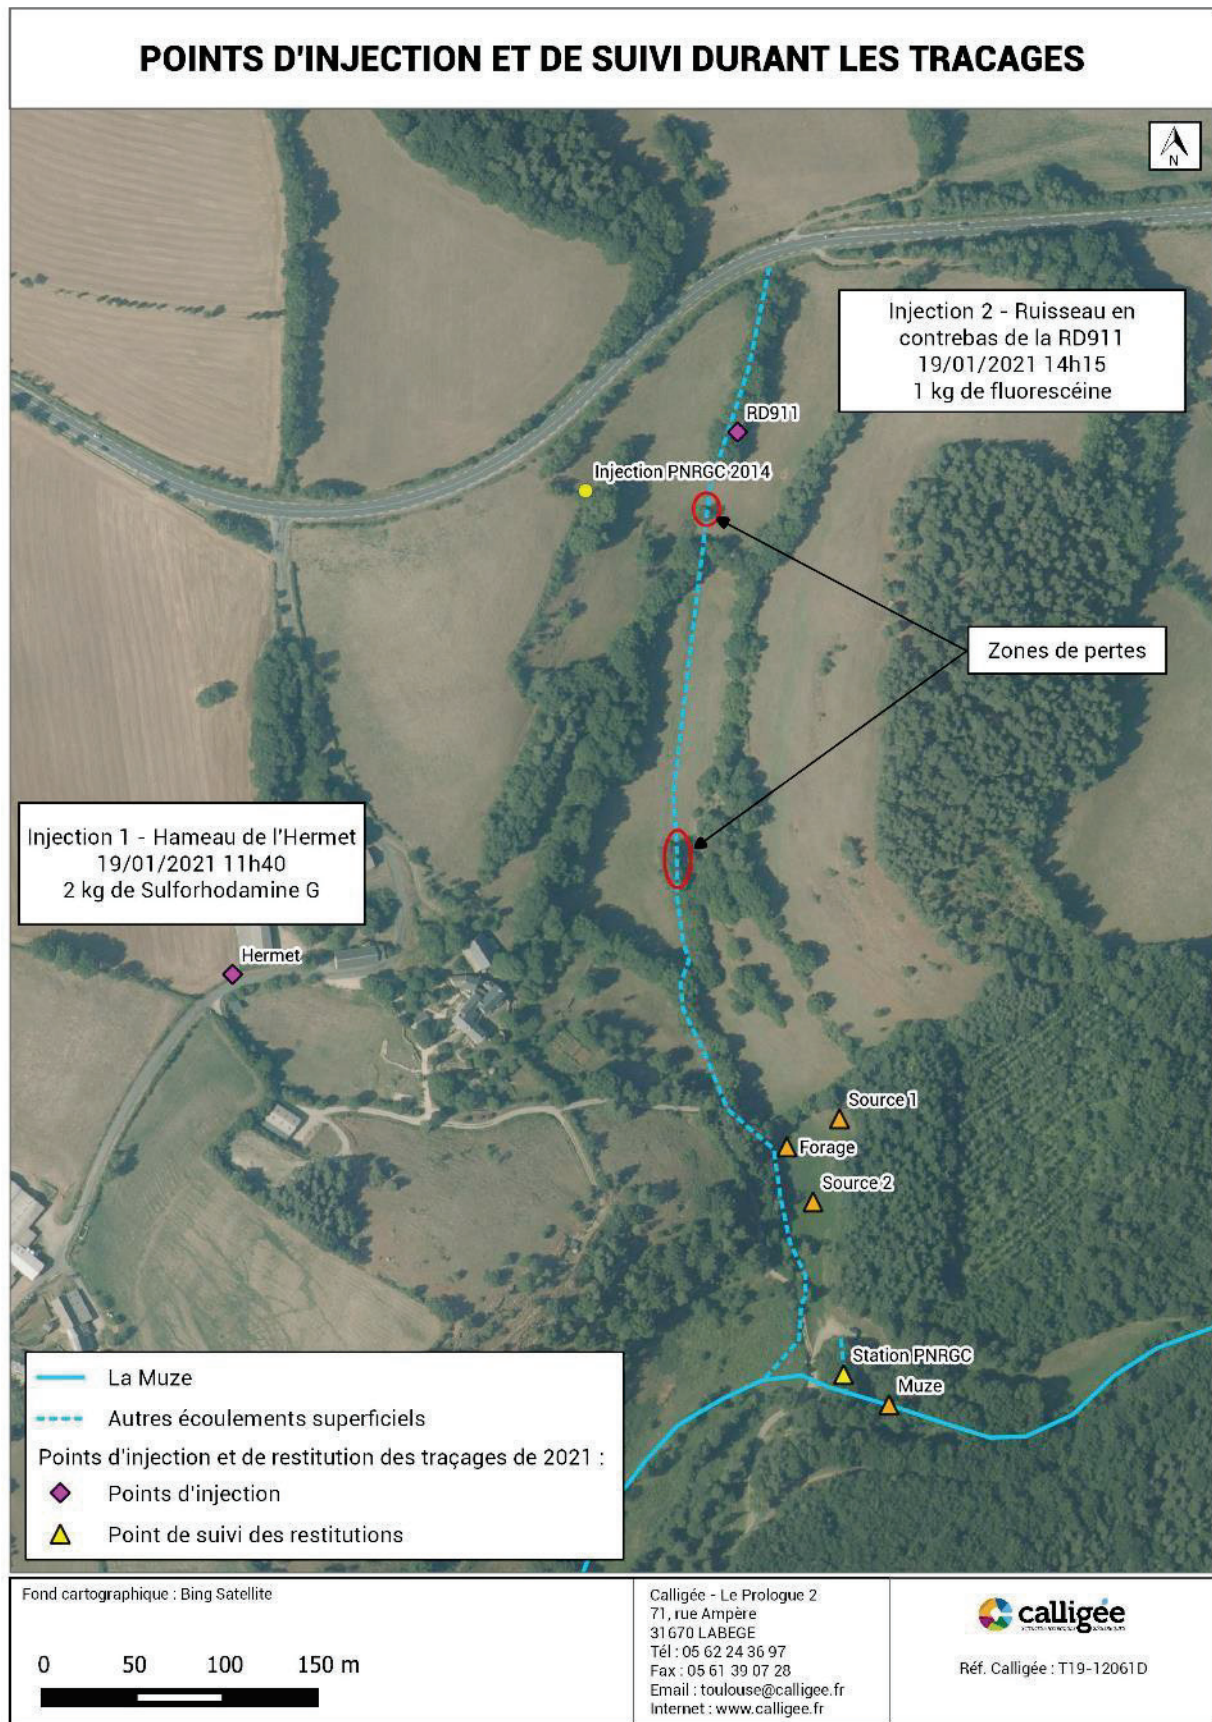 POINTS D'INJECTION ET DE SUIVI DURANT LES TRACAGES
N
Injection 2 - Ruisseau en
contrebas de la RD911
19/01/2021 14h15
1 kg de fluorescéine
RD911
Injection PNRGC 2014
Zones de pertes
Injection 1 - Hameau de l'Hermet
19/01/2021 11h40
2 kg de Sulforhodamine G
Hermet
Source 1
Forage
Source 2
Station PNRGC
Muze
La Muze
Autres écoulements superficiels
Points d'injection et de restitution des traçages de 2021 :
Points d'injection
Point de suivi des restitutions
Fond cartographique : Bing Satellite
0 50 100 150 m
Calligée - Le Prologue 2
71, rue Ampère
31670 LABEGE
Tél : 05 62 24 36 97
Fax : 05 61 39 07 28
Email : toulouse@calligee.fr
Internet : www.calligee.fr
calligée
Réf. Calligée : T19-12061D